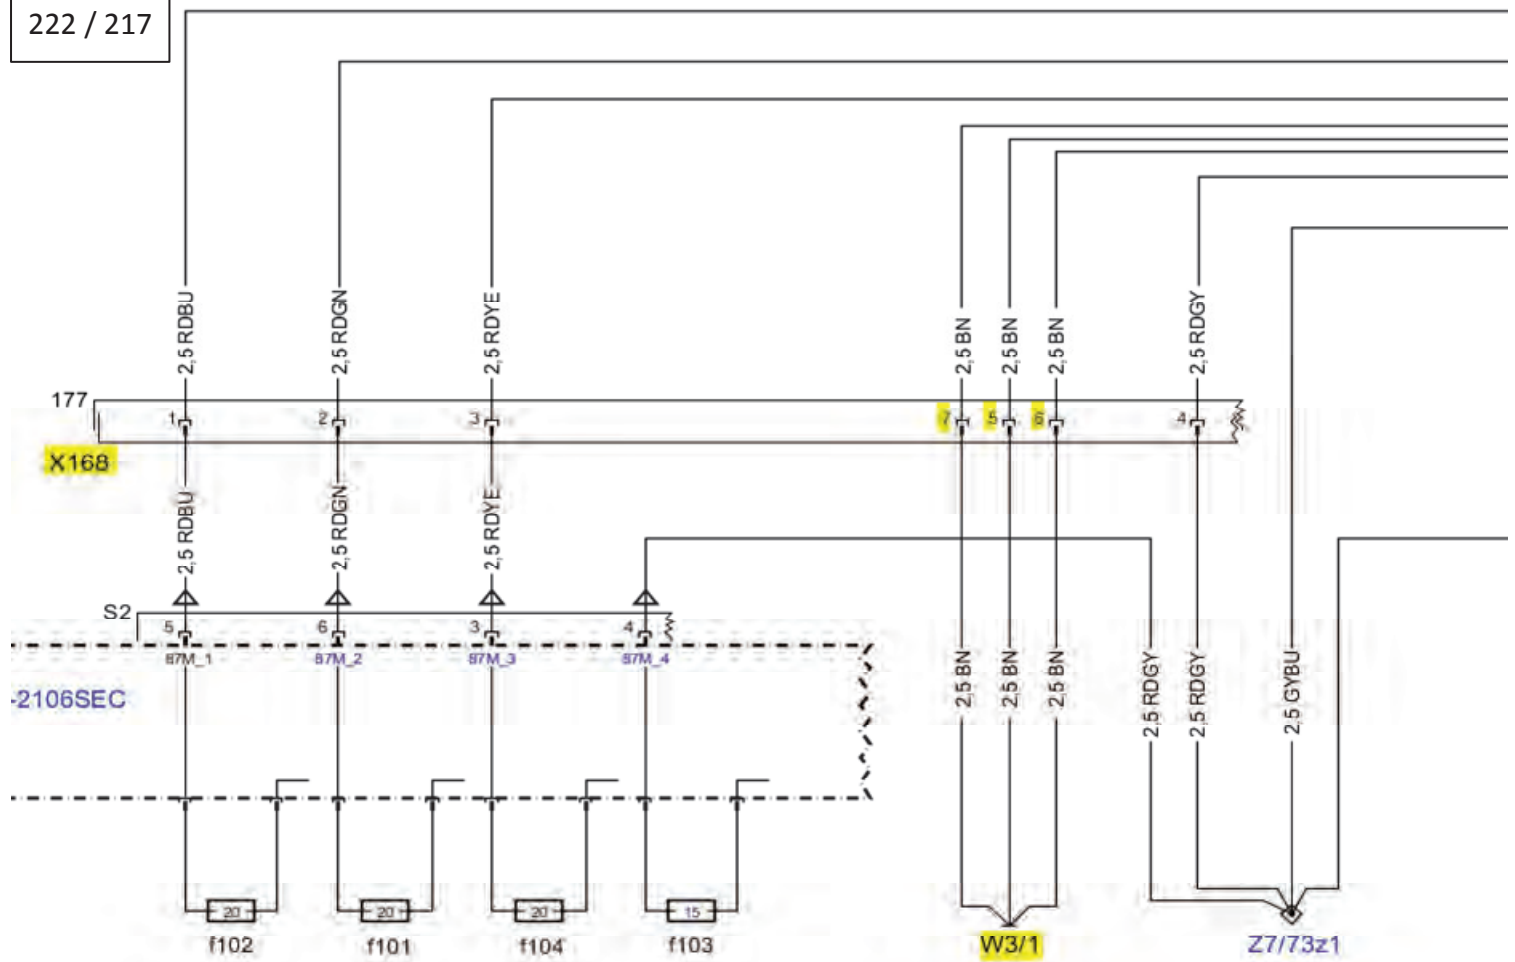 222 / 217
2,5 RDBU
2,5 RDGN
2,5 RDYE
2,5 BN
2,5 BN
2,5 BN
2,5 RDGY
177
1
2
3
7
5
6
4
X168
2,5 RDBU
2,5 RDGN
2,5 RDYE
S2
5
6
3
4
87M_1
87M_2
87M_3
87M_4
-2106SEC
2,5 BN
2,5 BN
2,5 BN
2,5 RDGY
2,5 RDGY
2,5 GYBU
20
20
20
15
f102
f101
f104
f103
W3/1
Z7/73z1